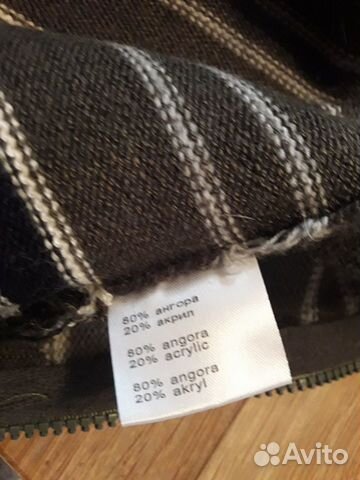 80% ангора
20% акрил
80% angora
20% acrylic
80% angora
20% akryl
Avito